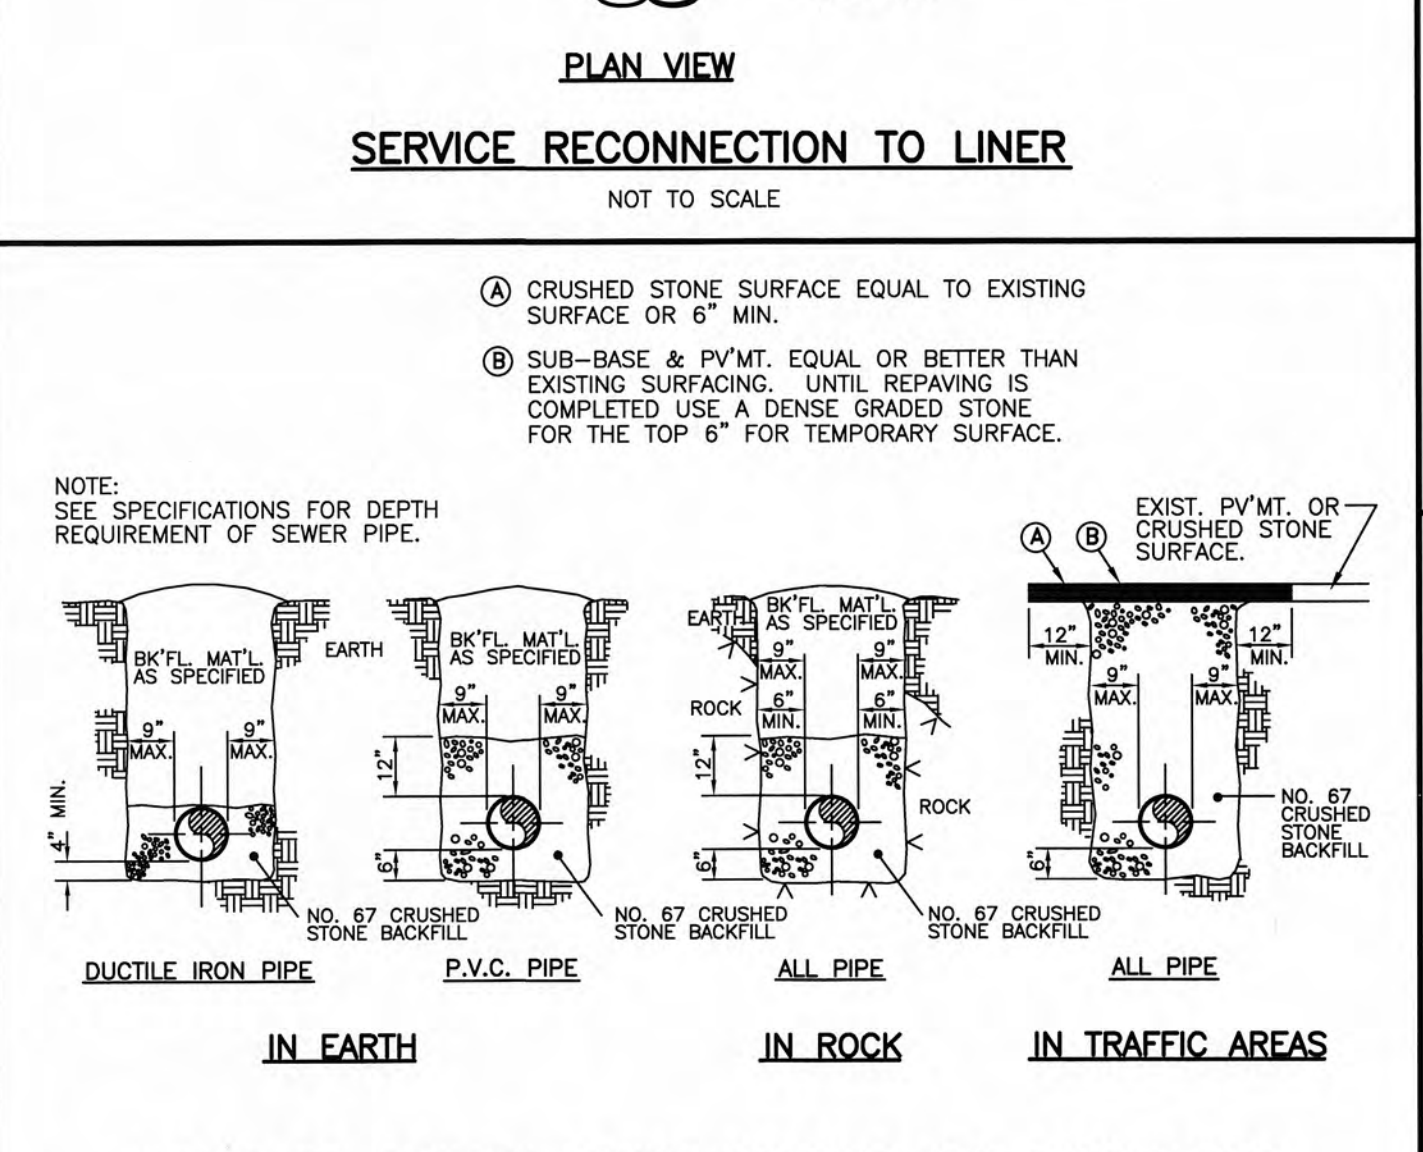 PLAN VIEW
SERVICE RECONNECTION TO LINER
NOT TO SCALE
Ⓐ CRUSHED STONE SURFACE EQUAL TO EXISTING
SURFACE OR 6" MIN.
Ⓑ SUB-BASE & PV'MT. EQUAL OR BETTER THAN
EXISTING SURFACING. UNTIL REPAVING IS
COMPLETED USE A DENSE GRADED STONE
FOR THE TOP 6" FOR TEMPORARY SURFACE.
NOTE:
SEE SPECIFICATIONS FOR DEPTH
REQUIREMENT OF SEWER PIPE.
BK'FL. MAT'L.
AS SPECIFIED
EARTH
9"
MAX.
9"
MAX.
4" MIN.
NO. 67 CRUSHED
STONE BACKFILL
DUCTILE IRON PIPE
BK'FL. MAT'L.
AS SPECIFIED
9"
MAX.
9"
MAX.
12"
6"
NO. 67 CRUSHED
STONE BACKFILL
P.V.C. PIPE
IN EARTH
EARTH
BK'FL. MAT'L.
AS SPECIFIED
9"
MAX.
9"
MAX.
ROCK
6"
MIN.
6"
MIN.
12"
ROCK
6"
NO. 67 CRUSHED
STONE BACKFILL
ALL PIPE
IN ROCK
EXIST. PV'MT. OR
CRUSHED STONE
SURFACE.
Ⓐ Ⓑ
12"
MIN.
12"
MIN.
9"
MAX.
9"
MAX.
NO. 67
CRUSHED
STONE
BACKFILL
6"
ALL PIPE
IN TRAFFIC AREAS